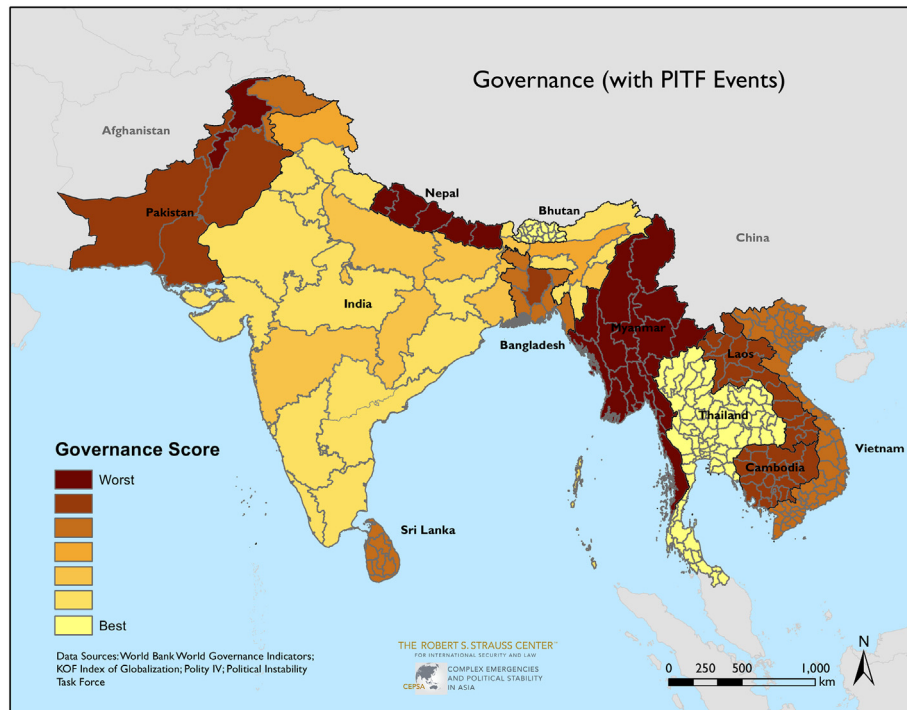 Governance (with PITF Events)
Afghanistan
Nepal
Bhutan
Pakistan
China
India
Myanmar
Bangladesh
Laos
Thailand
Vietnam
Cambodia
Sri Lanka
Governance Score
Worst
Best
Data Sources: World Bank World Governance Indicators;
KOF Index of Globalization; Polity IV; Political Instability
Task Force
THE ROBERT S. STRAUSS CENTER™
FOR INTERNATIONAL SECURITY AND LAW
CEPSA
COMPLEX EMERGENCIES
AND POLITICAL STABILITY
IN ASIA
N
0 250 500 1,000
km